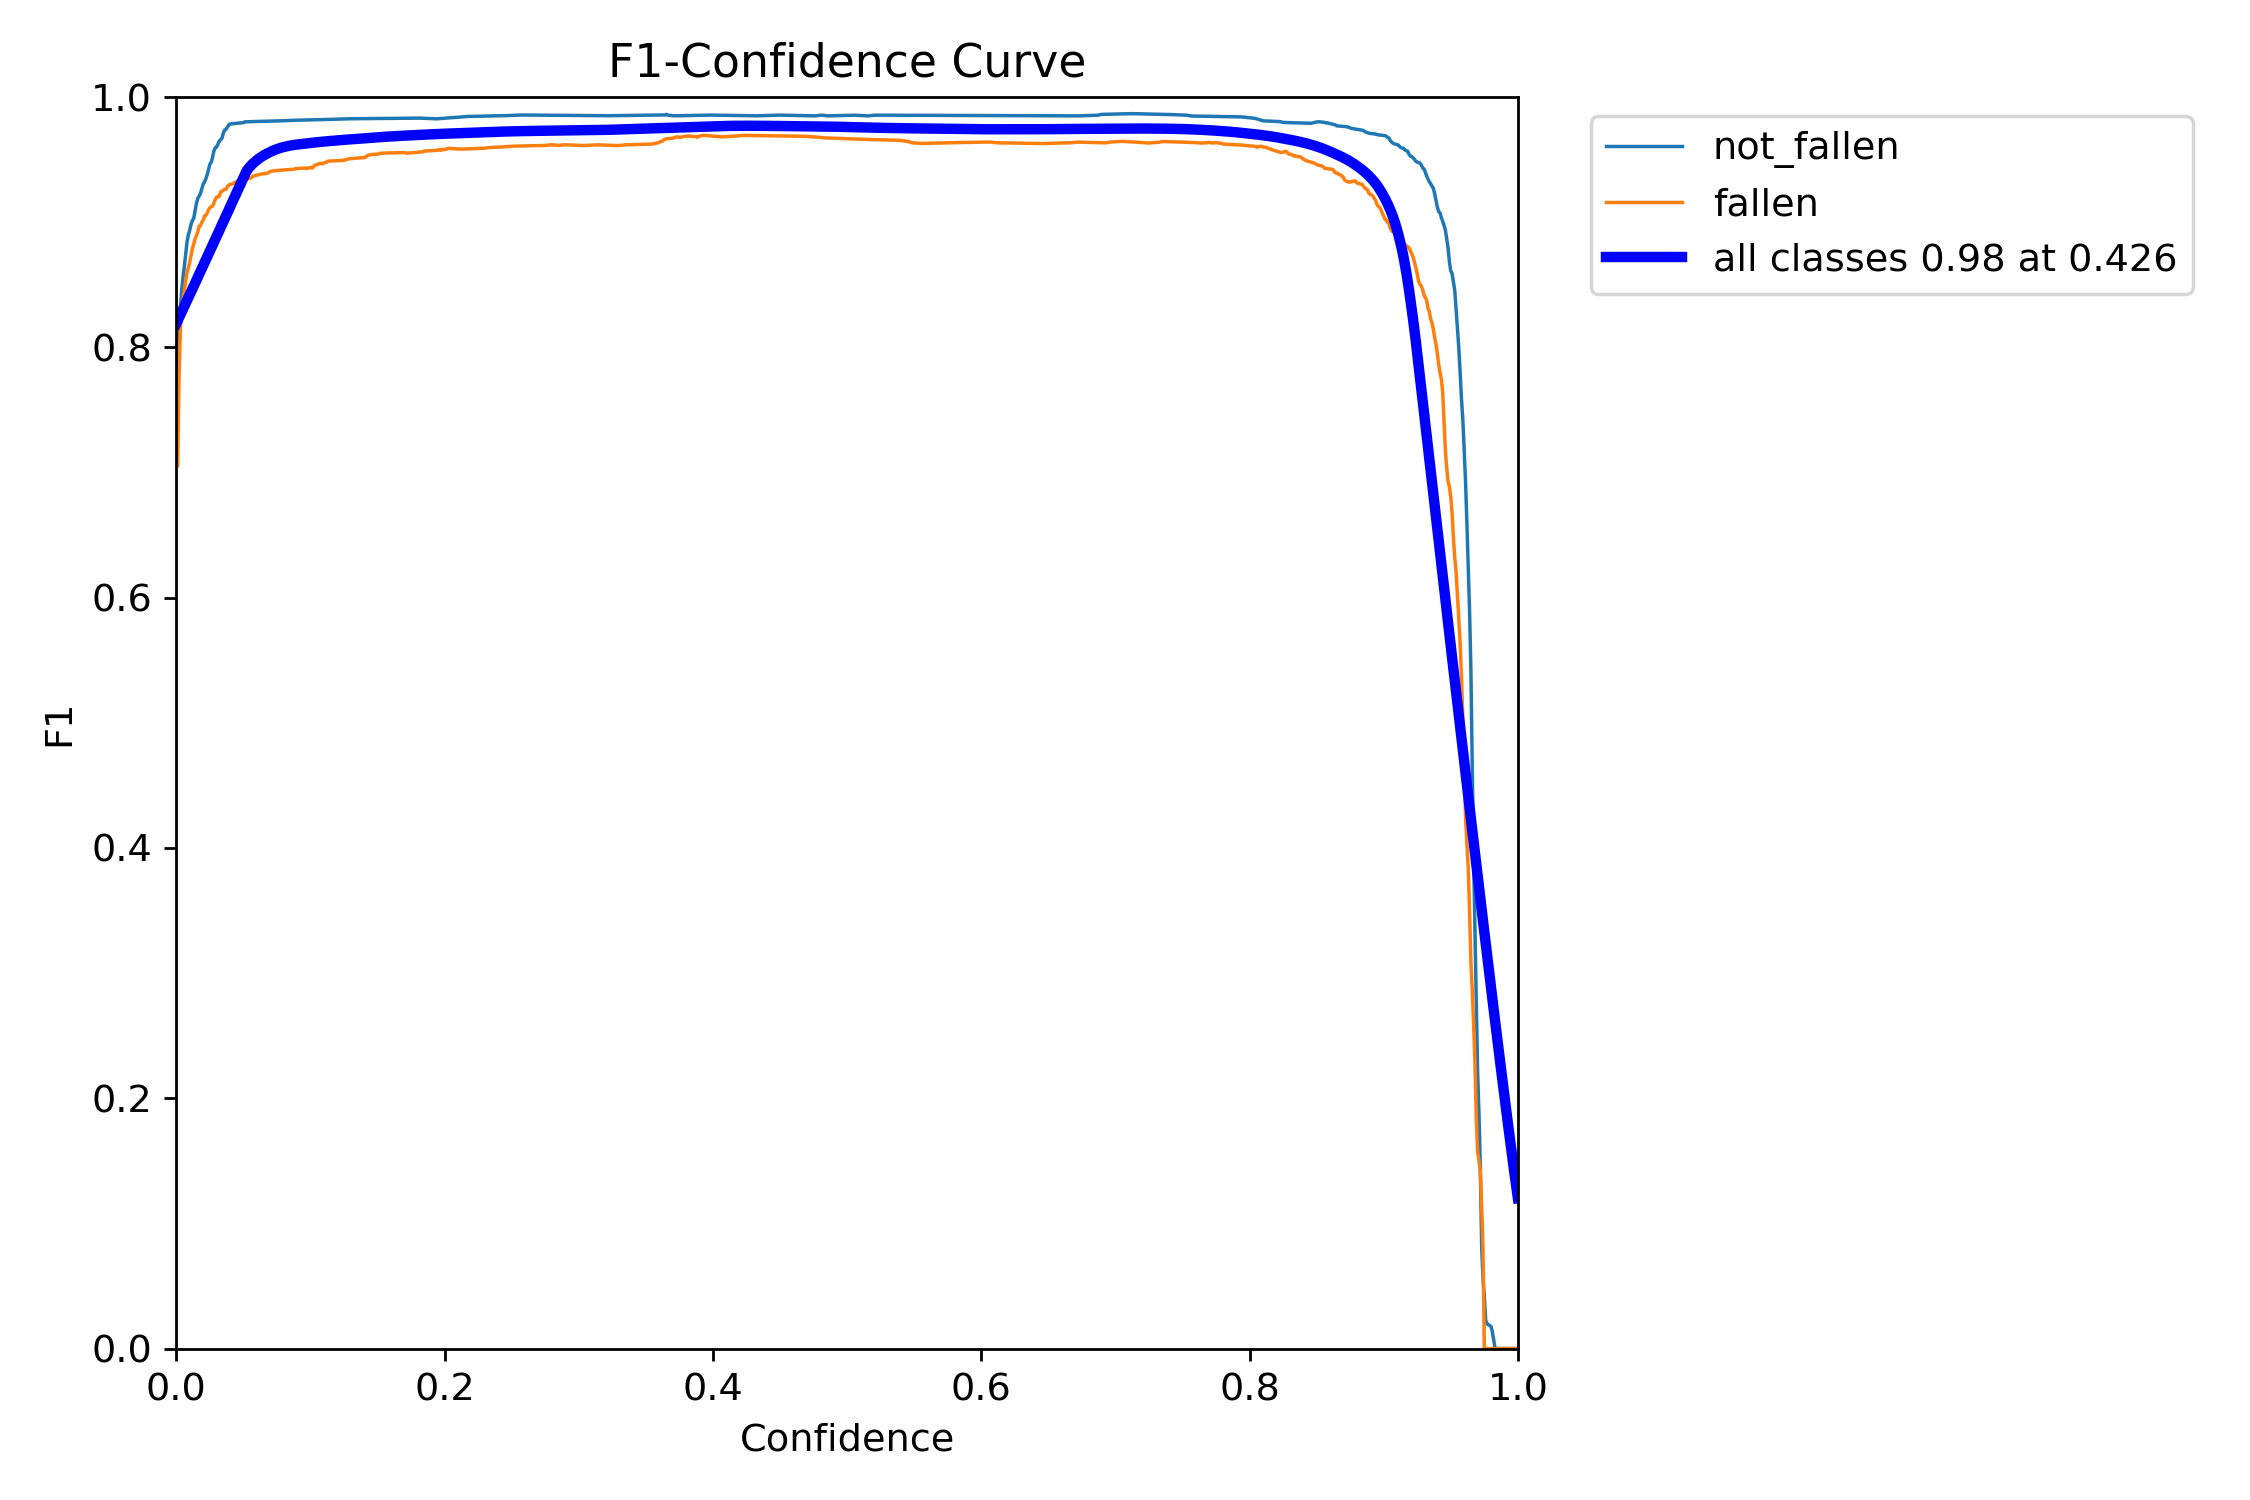 F1-Confidence Curve
1.0
0.8
0.6
0.4
0.2
0.0
F1
0.0 0.2 0.4 0.6 0.8 1.0
Confidence
not_fallen
fallen
all classes 0.98 at 0.426